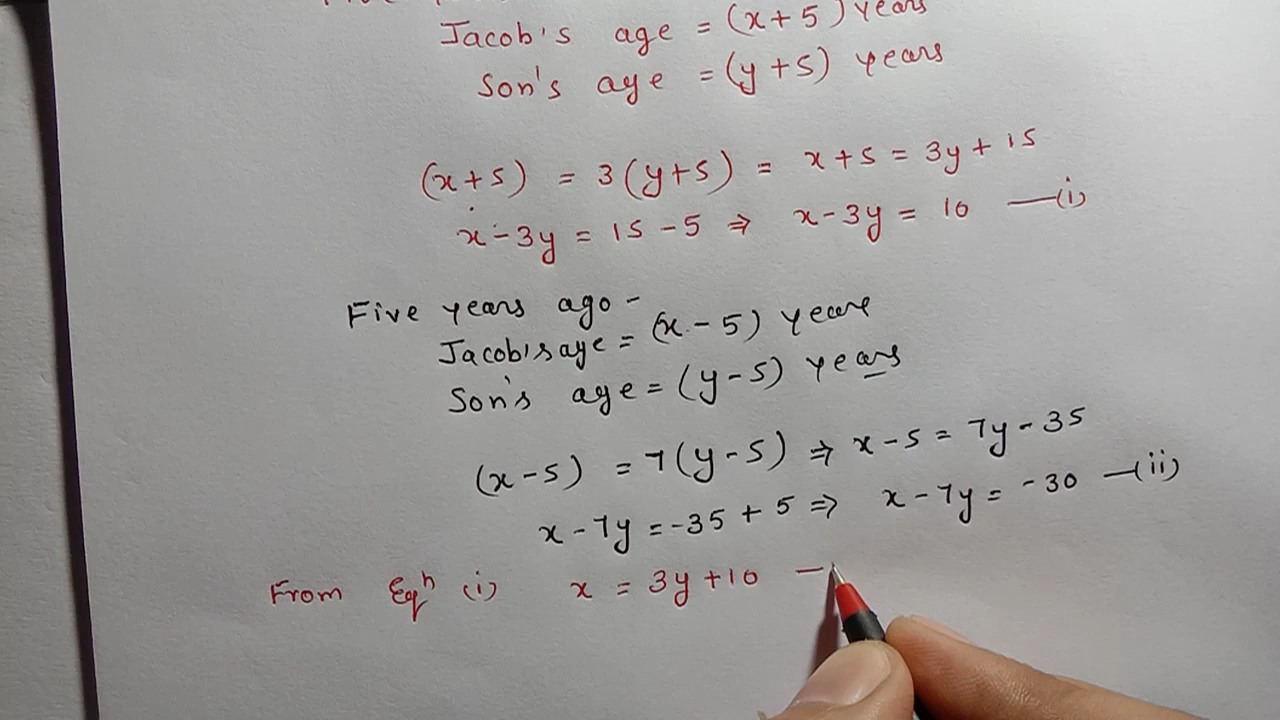 Jacob's age = (x+5) years
Son's age = (y+5) years
(x+5) = 3(y+5) = x+5 = 3y+15
x-3y = 15-5 ⇒ x-3y = 10 —(i)
Five years ago -
Jacob's age = (x-5) years
Son's age = (y-5) years
(x-5) = 7(y-5) ⇒ x-5 = 7y-35
x-7y = -35+5 ⇒ x-7y = -30 —(ii)
From Eqn (i) x = 3y+10 —